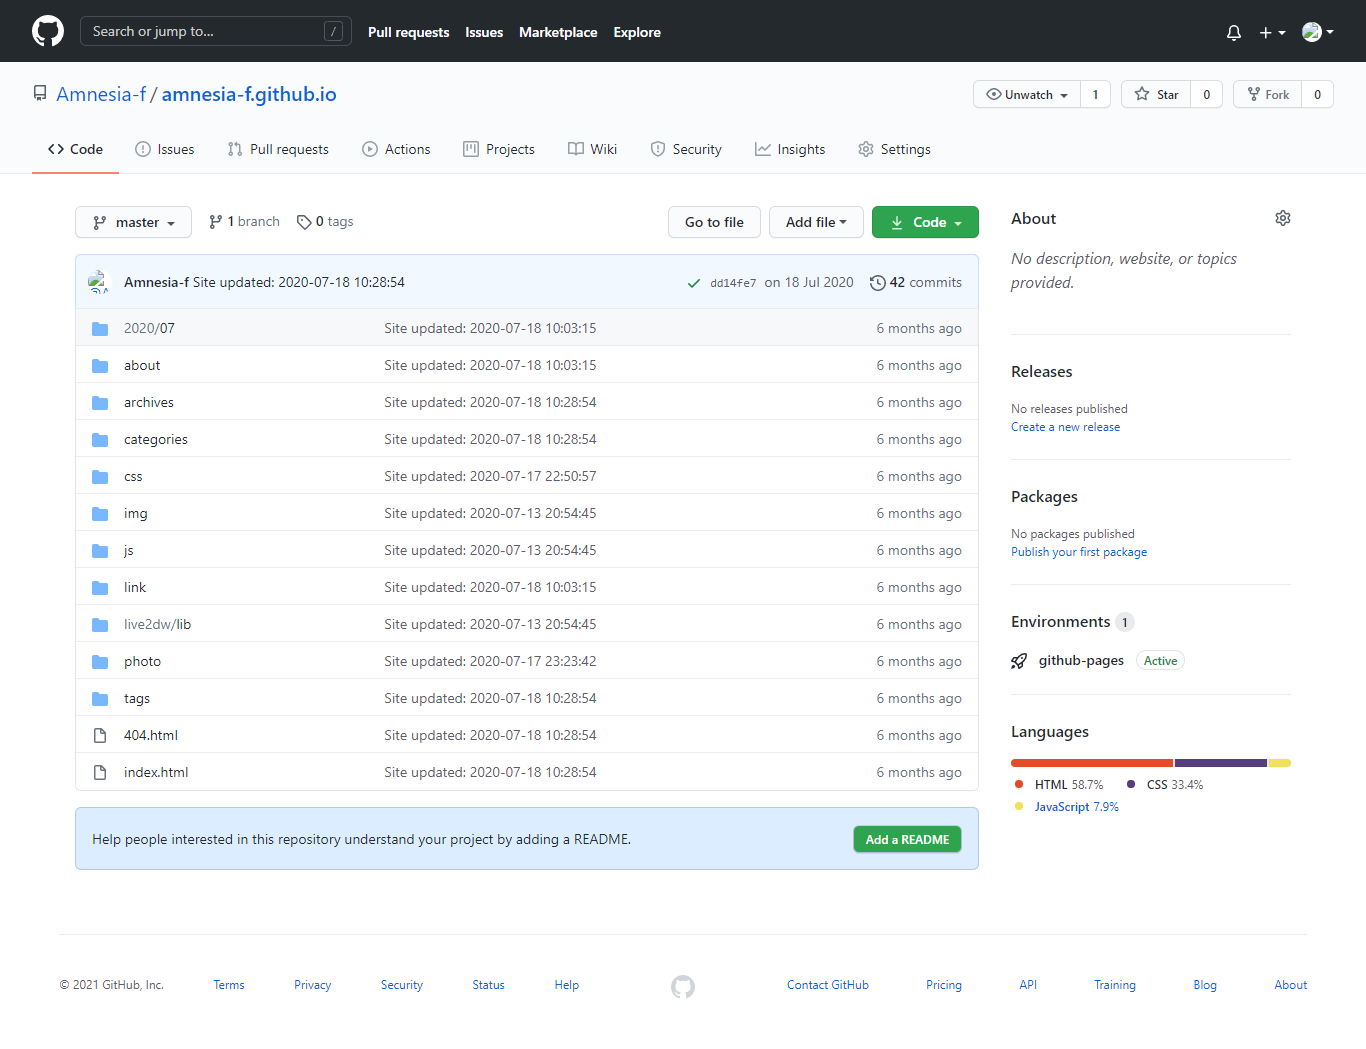 Search or jump to... /
Pull requests Issues Marketplace Explore
Amnesia-f / amnesia-f.github.io
Unwatch 1 Star 0 Fork 0
Code Issues Pull requests Actions Projects Wiki Security Insights Settings
master 1 branch 0 tags Go to file Add file Code
Amnesia-f Site updated: 2020-07-18 10:28:54 dd14fe7 on 18 Jul 2020 42 commits
2020/07 Site updated: 2020-07-18 10:03:15 6 months ago
about Site updated: 2020-07-18 10:03:15 6 months ago
archives Site updated: 2020-07-18 10:28:54 6 months ago
categories Site updated: 2020-07-18 10:28:54 6 months ago
css Site updated: 2020-07-17 22:50:57 6 months ago
img Site updated: 2020-07-13 20:54:45 6 months ago
js Site updated: 2020-07-13 20:54:45 6 months ago
link Site updated: 2020-07-18 10:03:15 6 months ago
live2dw/lib Site updated: 2020-07-13 20:54:45 6 months ago
photo Site updated: 2020-07-17 23:23:42 6 months ago
tags Site updated: 2020-07-18 10:28:54 6 months ago
404.html Site updated: 2020-07-18 10:28:54 6 months ago
index.html Site updated: 2020-07-18 10:28:54 6 months ago
Help people interested in this repository understand your project by adding a README. Add a README
About
No description, website, or topics
provided.
Releases
No releases published
Create a new release
Packages
No packages published
Publish your first package
Environments 1
github-pages Active
Languages
HTML 58.7% CSS 33.4%
JavaScript 7.9%
© 2021 GitHub, Inc. Terms Privacy Security Status Help Contact GitHub Pricing API Training Blog About